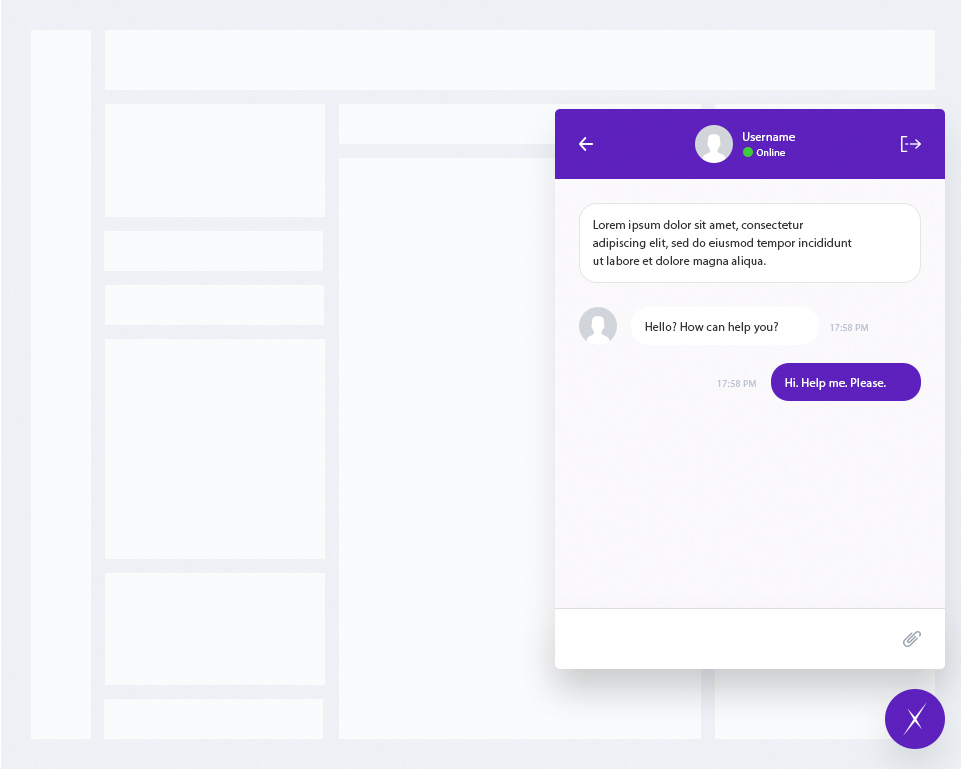 Username
Online
Lorem ipsum dolor sit amet, consectetur
adipiscing elit, sed do eiusmod tempor incididunt
ut labore et dolore magna aliqua.
Hello? How can help you?
17:58 PM
17:58 PM
Hi. Help me. Please.